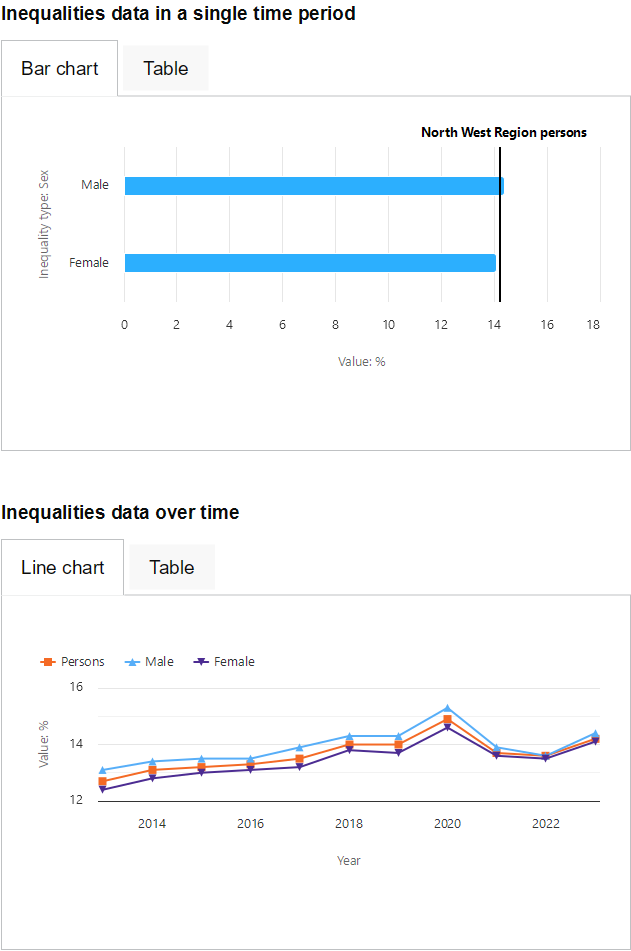 Inequalities data in a single time period
Bar chart
Table
North West Region persons
Inequality type: Sex
Male
Female
0 2 4 6 8 10 12 14 16 18
Value: %
Inequalities data over time
Line chart
Table
Persons Male Female
Value: %
16
14
12
2014 2016 2018 2020 2022
Year